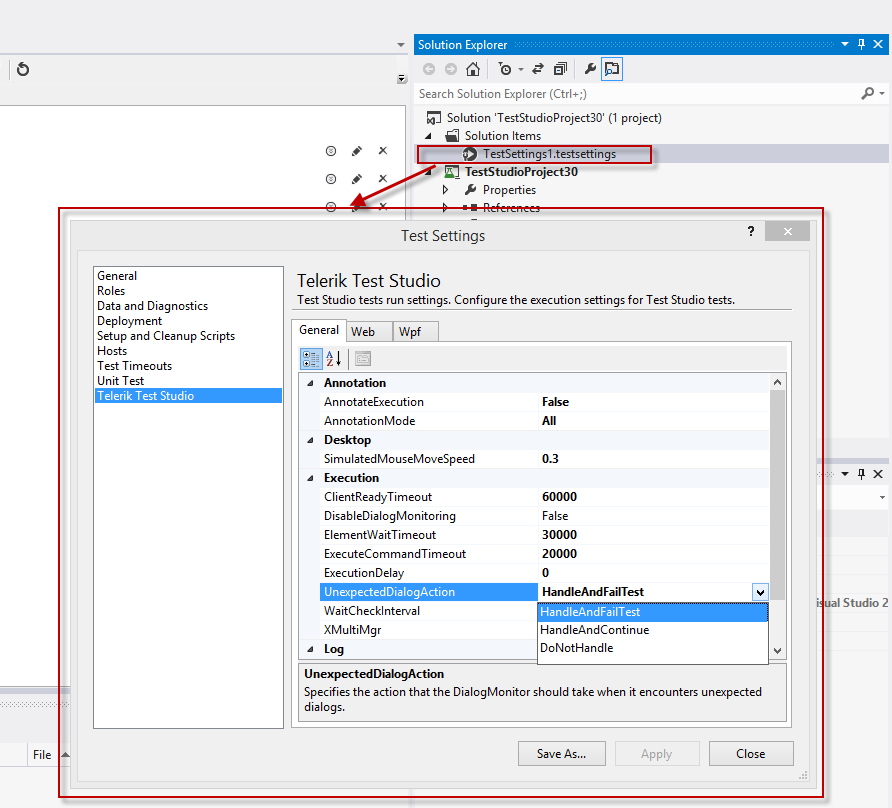 Solution Explorer
Search Solution Explorer (Ctrl+;)
Solution 'TestStudioProject30' (1 project)
Solution Items
TestSettings1.testsettings
TestStudioProject30
Properties
References
Test Settings
?
General
Roles
Data and Diagnostics
Deployment
Setup and Cleanup Scripts
Hosts
Test Timeouts
Unit Test
Telerik Test Studio
Telerik Test Studio
Test Studio tests run settings. Configure the execution settings for Test Studio tests.
General Web Wpf
Annotation
AnnotateExecution False
AnnotationMode All
Desktop
SimulatedMouseMoveSpeed 0.3
Execution
ClientReadyTimeout 60000
DisableDialogMonitoring False
ElementWaitTimeout 30000
ExecuteCommandTimeout 20000
ExecutionDelay 0
UnexpectedDialogAction HandleAndFailTest
WaitCheckInterval HandleAndFailTest
XMultiMgr HandleAndContinue
Log DoNotHandle
UnexpectedDialogAction
Specifies the action that the DialogMonitor should take when it encounters unexpected
dialogs.
Save As... Apply Close
isual Studio 2
File